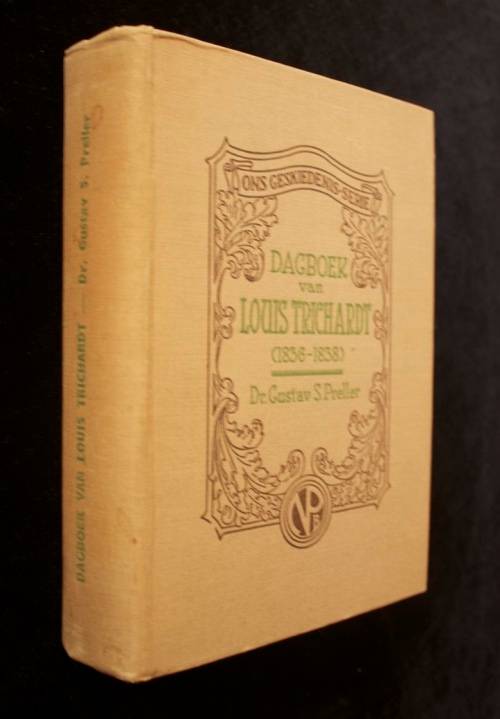 ONS GESKIEDENIS-SERIE
DAGBOEK
van
LOUIS TRICHARDT
(1836-1838)
Dr. Gustav S. Preller
NPB
DAGBOEK VAN LOUIS TRICHARDT — Dr. Gustav S. Preller